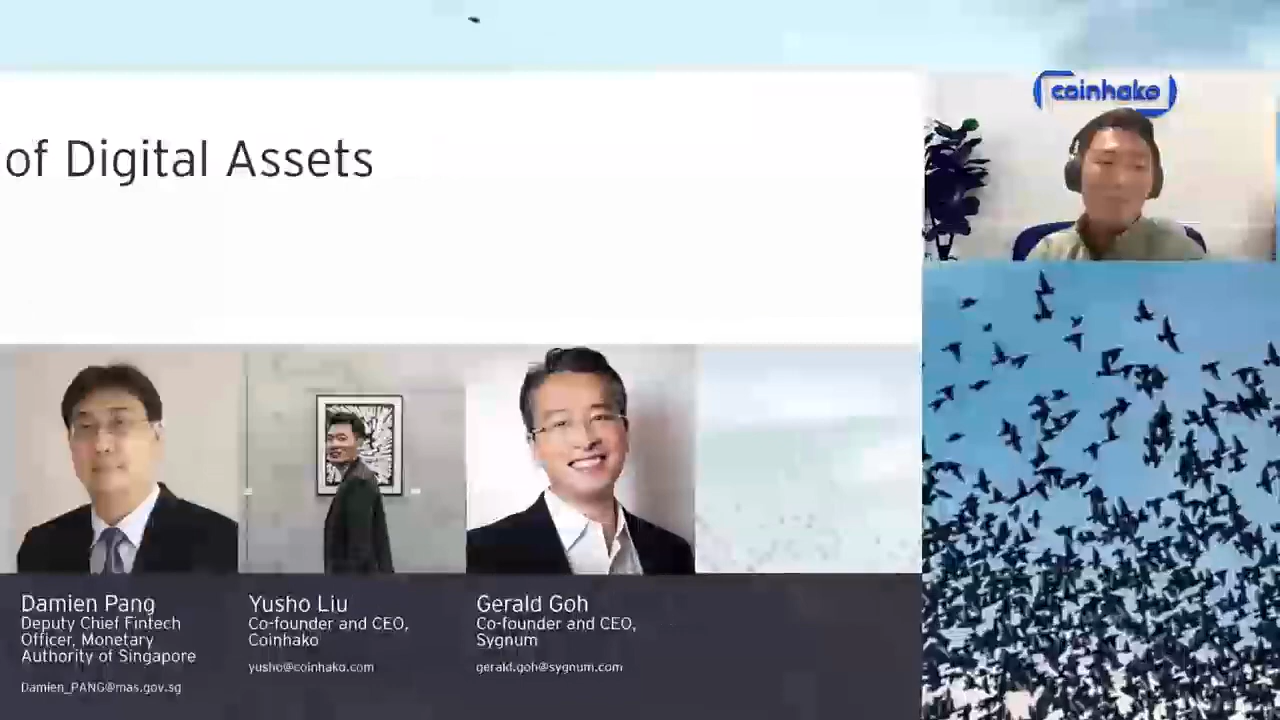 coinhako
of Digital Assets
Damien Pang
Deputy Chief Fintech
Officer, Monetary
Authority of Singapore
Damien_PANG@mas.gov.sg
Yusho Liu
Co-founder and CEO,
Coinhako
yusho@coinhako.com
Gerald Goh
Co-founder and CEO,
Sygnum
gerald.goh@sygnum.com